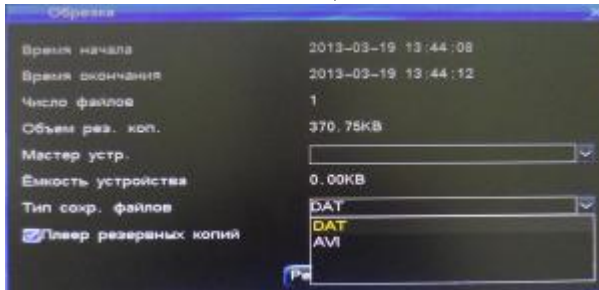 Обрезка
Время начала 2013-03-19 13:44:08
Время окончания 2013-03-19 13:44:12
Число файлов 1
Объем рез. коп. 370.75KB
Мастер устр.
Ёмкость устройства 0.00KB
Тип сохр. файлов DAT
DAT
AVI
Плеер резервных копий
Ре